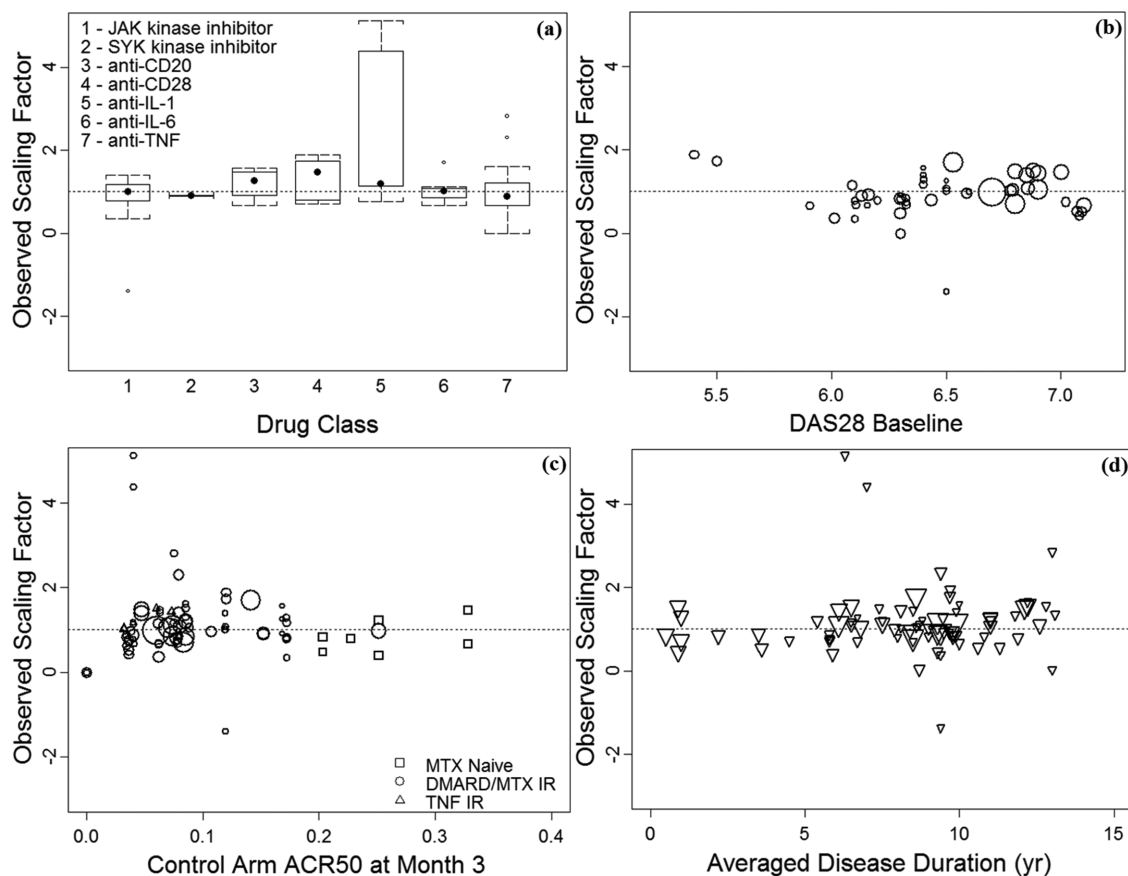 (a)
1 - JAK kinase inhibitor
2 - SYK kinase inhibitor
3 - anti-CD20
4 - anti-CD28
5 - anti-IL-1
6 - anti-IL-6
7 - anti-TNF
Observed Scaling Factor
4
2
0
-2
1 2 3 4 5 6 7
Drug Class
(b)
Observed Scaling Factor
4
2
0
-2
5.5 6.0 6.5 7.0
DAS28 Baseline
(c)
Observed Scaling Factor
4
2
0
-2
MTX Naive
DMARD/MTX IR
TNF IR
0.0 0.1 0.2 0.3 0.4
Control Arm ACR50 at Month 3
(d)
Observed Scaling Factor
4
2
0
-2
0 5 10 15
Averaged Disease Duration (yr)